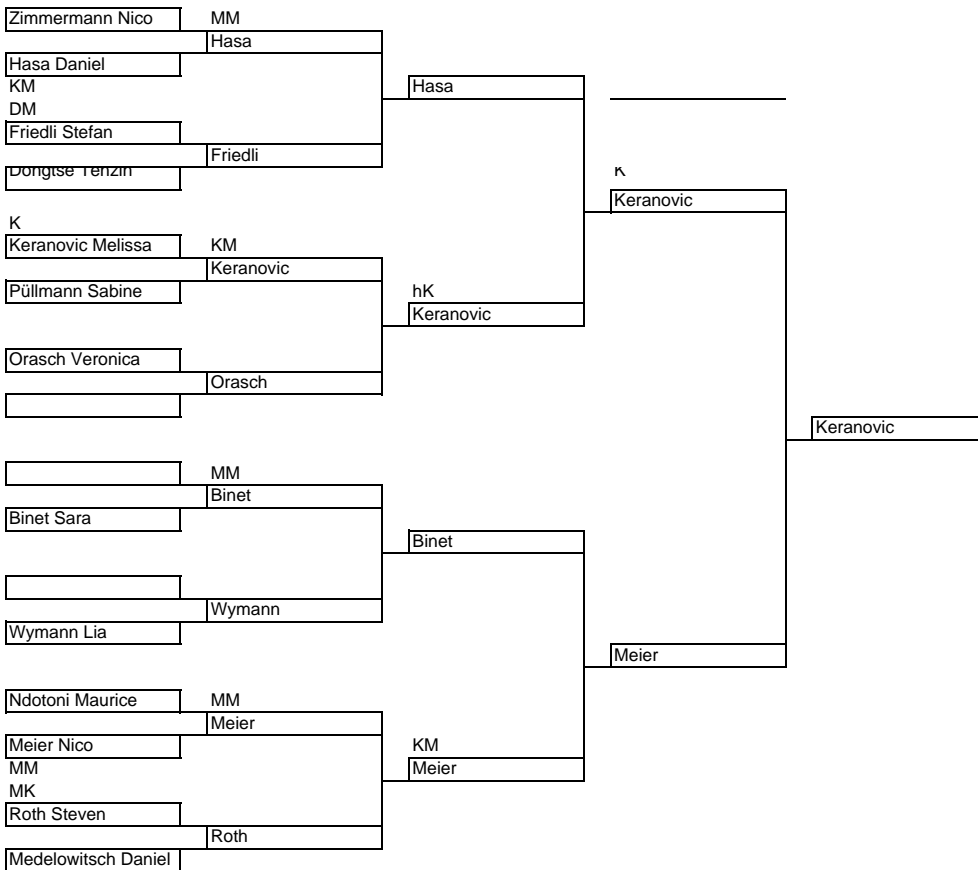 Zimmermann Nico MM
Hasa
Hasa Daniel
KM Hasa
DM
Friedli Stefan
Friedli
Dongtse Tenzin K
Keranovic
K
Keranovic Melissa KM
Keranovic
Püllmann Sabine hK
Keranovic
Orasch Veronica
Orasch
Keranovic
MM
Binet
Binet Sara
Binet
Wymann
Wymann Lia
Meier
Ndotoni Maurice MM
Meier
Meier Nico KM
MM Meier
MK
Roth Steven
Roth
Medelowitsch Daniel